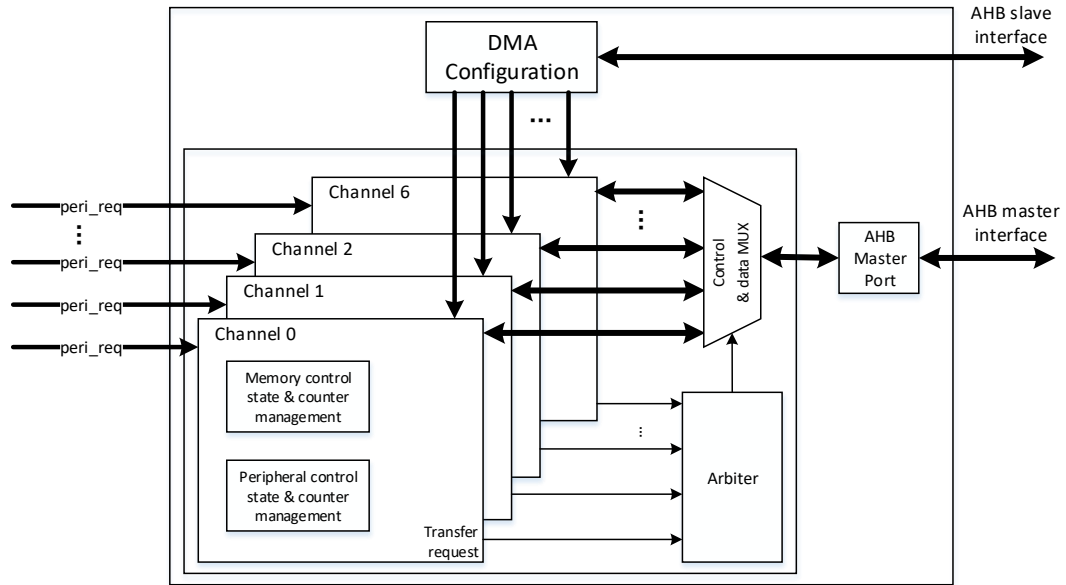 AHB slave
interface
DMA
Configuration
...
Channel 6
peri_req
...
Channel 2
peri_req
Channel 1
peri_req
Channel 0
peri_req
...
Control
& data MUX
AHB
Master
Port
AHB master
interface
Memory control
state & counter
management
...
Peripheral control
state & counter
management
Arbiter
Transfer
request